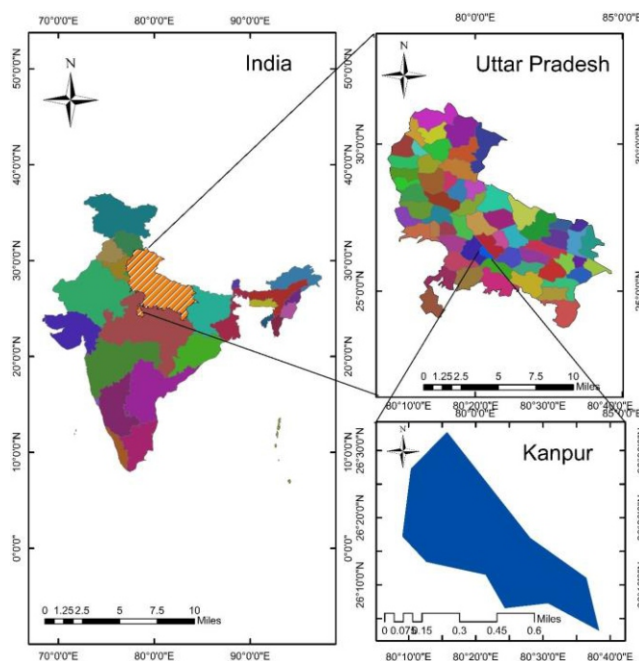 70°0'0"E 80°0'0"E 90°0'0"E
India
N
50°0'0"N
40°0'0"N
30°0'0"N
20°0'0"N
10°0'0"N
0°0'0"
0 1.25 2.5 5 7.5 10
Miles
70°0'0"E 80°0'0"E 90°0'0"E
80°0'0"E 85°0'0"E
Uttar Pradesh
N
30°0'0"N
25°0'0"N
0 1.25 2.5 5 7.5 10
Miles
80°10'0"E 80°20'0"E 80°30'0"E 80°40'0"E
Kanpur
N
26°30'0"N
26°20'0"N
26°10'0"N
Miles
0 0.075 0.15 0.3 0.45 0.6
80°10'0"E 80°20'0"E 80°30'0"E 80°40'0"E